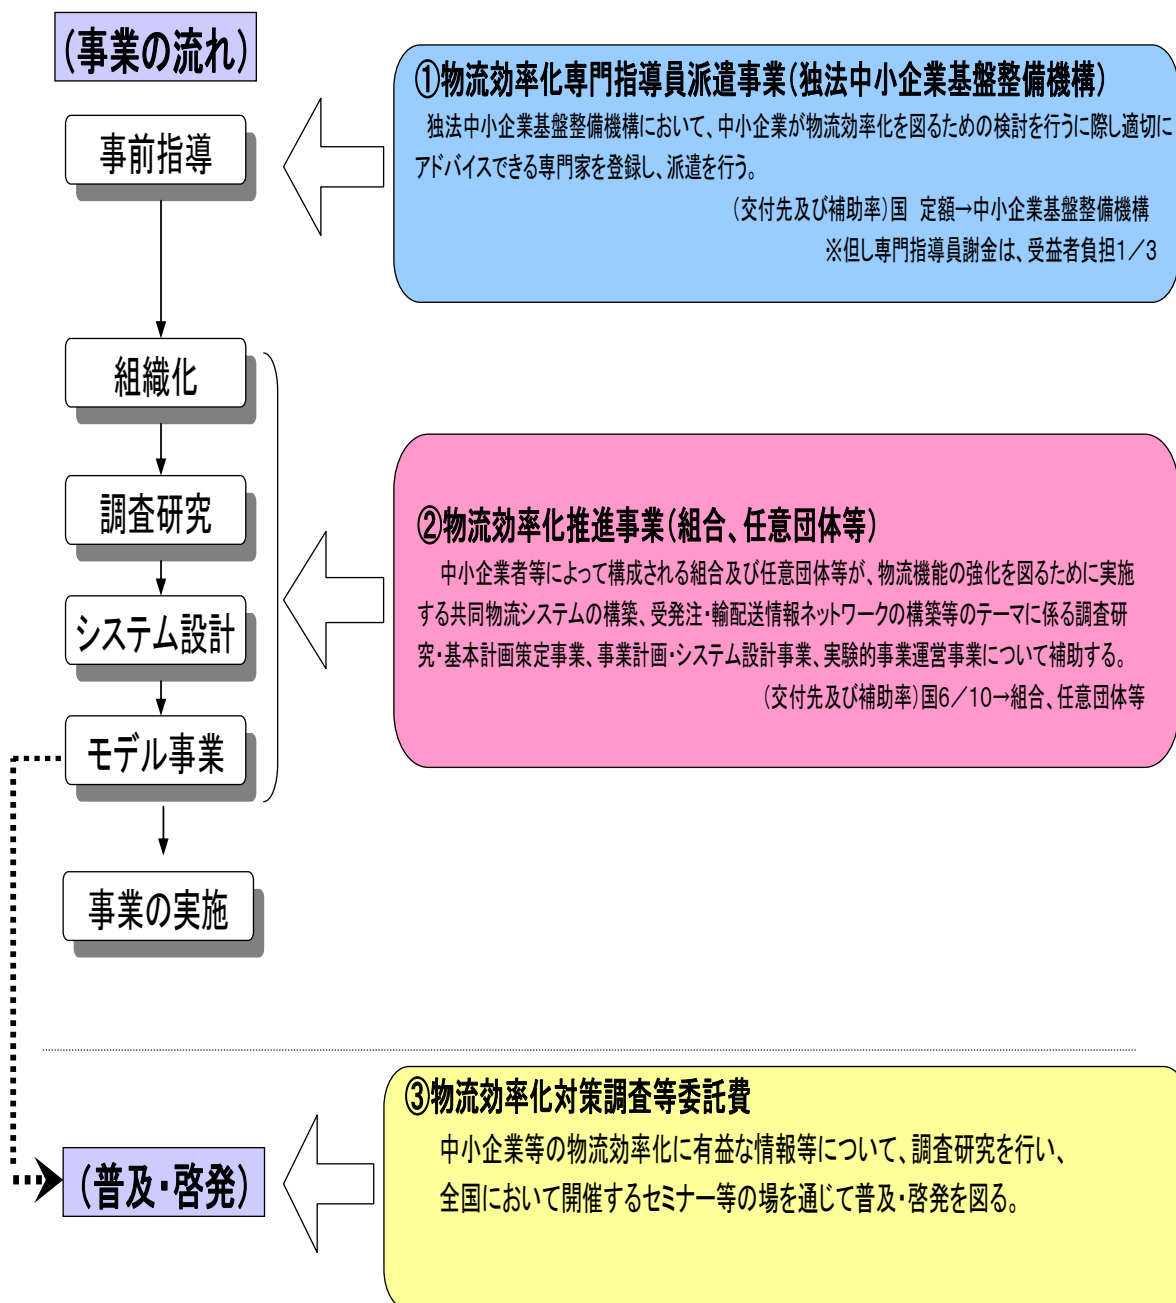 (事業の流れ)
事前指導
①物流効率化専門指導員派遣事業(独法中小企業基盤整備機構)
独法中小企業基盤整備機構において、中小企業が物流効率化を図るための検討を行うに際し適切に
アドバイスできる専門家を登録し、派遣を行う。
(交付先及び補助率)国 定額→中小企業基盤整備機構
※但し専門指導員謝金は、受益者負担1／3
組織化
調査研究
システム設計
モデル事業
事業の実施
②物流効率化推進事業(組合、任意団体等)
中小企業者等によって構成される組合及び任意団体等が、物流機能の強化を図るために実施
する共同物流システムの構築、受発注・輸配送情報ネットワークの構築等のテーマに係る調査研
究・基本計画策定事業、事業計画・システム設計事業、実験的事業運営事業について補助する。
(交付先及び補助率)国6／10→組合、任意団体等
(普及・啓発)
③物流効率化対策調査等委託費
中小企業等の物流効率化に有益な情報等について、調査研究を行い、
全国において開催するセミナー等の場を通じて普及・啓発を図る。